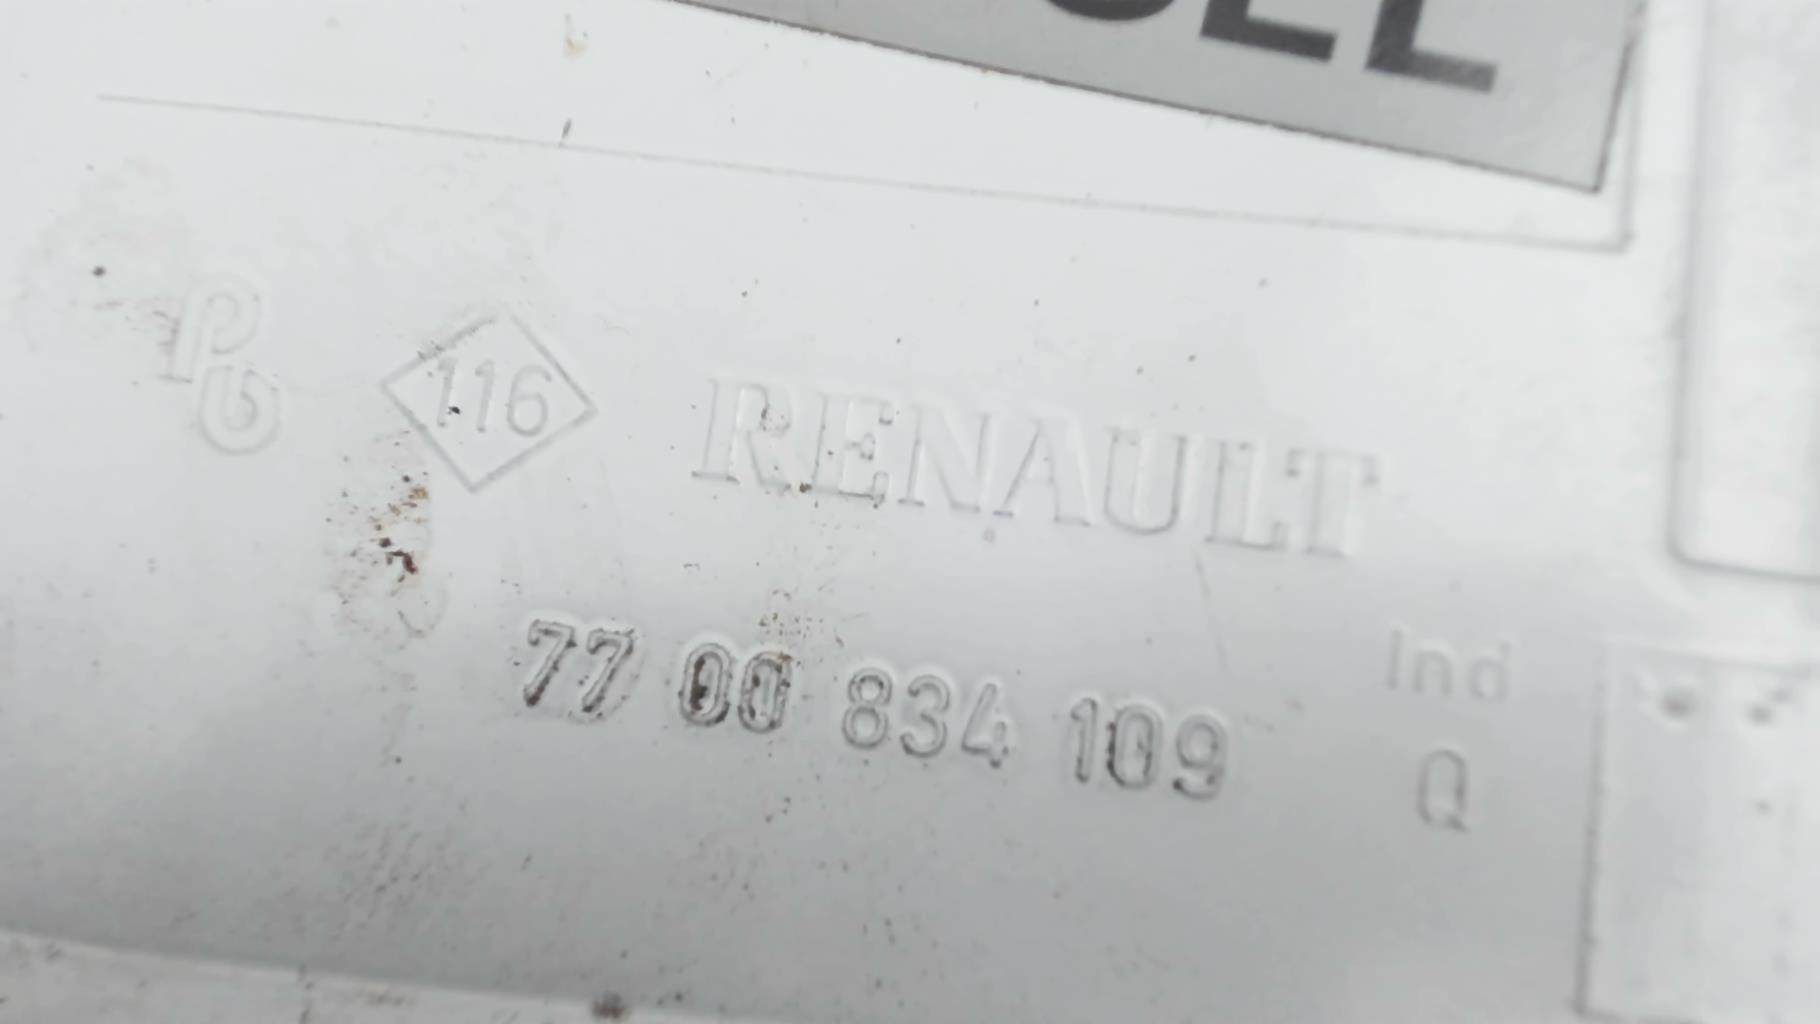 116 RENAULT
77 00 834 109
Ind
Q